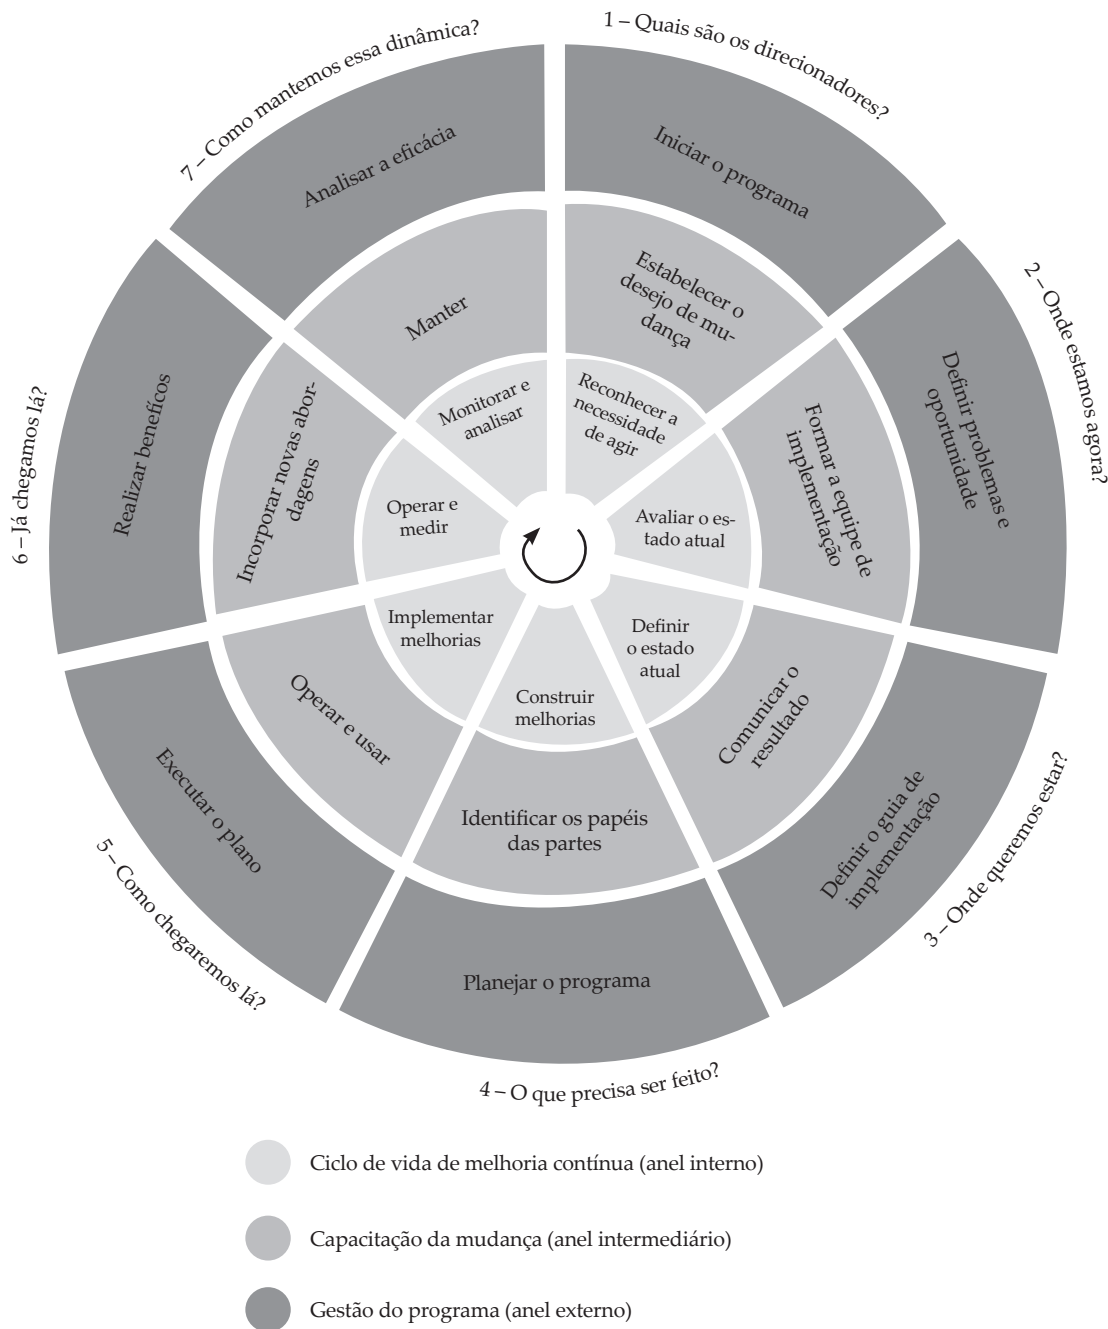 1 – Quais são os direcionadores?
Iniciar o programa
Estabelecer o
desejo de mu-
dança
Reconhecer a
necessidade
de agir
2 – Onde estamos agora?
Definir problemas e
oportunidade
Formar a equipe de
implementação
Avaliar o es-
tado atual
3 – Onde queremos estar?
Definir o guia de
implementação
Comunicar o
resultado
Definir
o estado
atual
4 – O que precisa ser feito?
Planejar o programa
Identificar os papéis
das partes
Construir
melhorias
5 – Como chegaremos lá?
Executar o plano
Operar e usar
Implementar
melhorias
6 – Já chegamos lá?
Realizar benefícos
Incorporar novas abor-
dagens
Operar e
medir
7 – Como mantemos essa dinâmica?
Analisar a eficácia
Manter
Monitorar e
analisar
Ciclo de vida de melhoria contínua (anel interno)
Capacitação da mudança (anel intermediário)
Gestão do programa (anel externo)